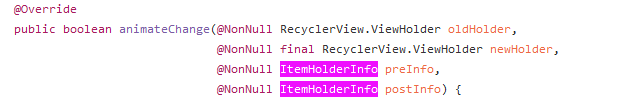 @Override
public boolean animateChange(@NonNull RecyclerView.ViewHolder oldHolder,
@NonNull final RecyclerView.ViewHolder newHolder,
@NonNull ItemHolderInfo preInfo,
@NonNull ItemHolderInfo postInfo) {